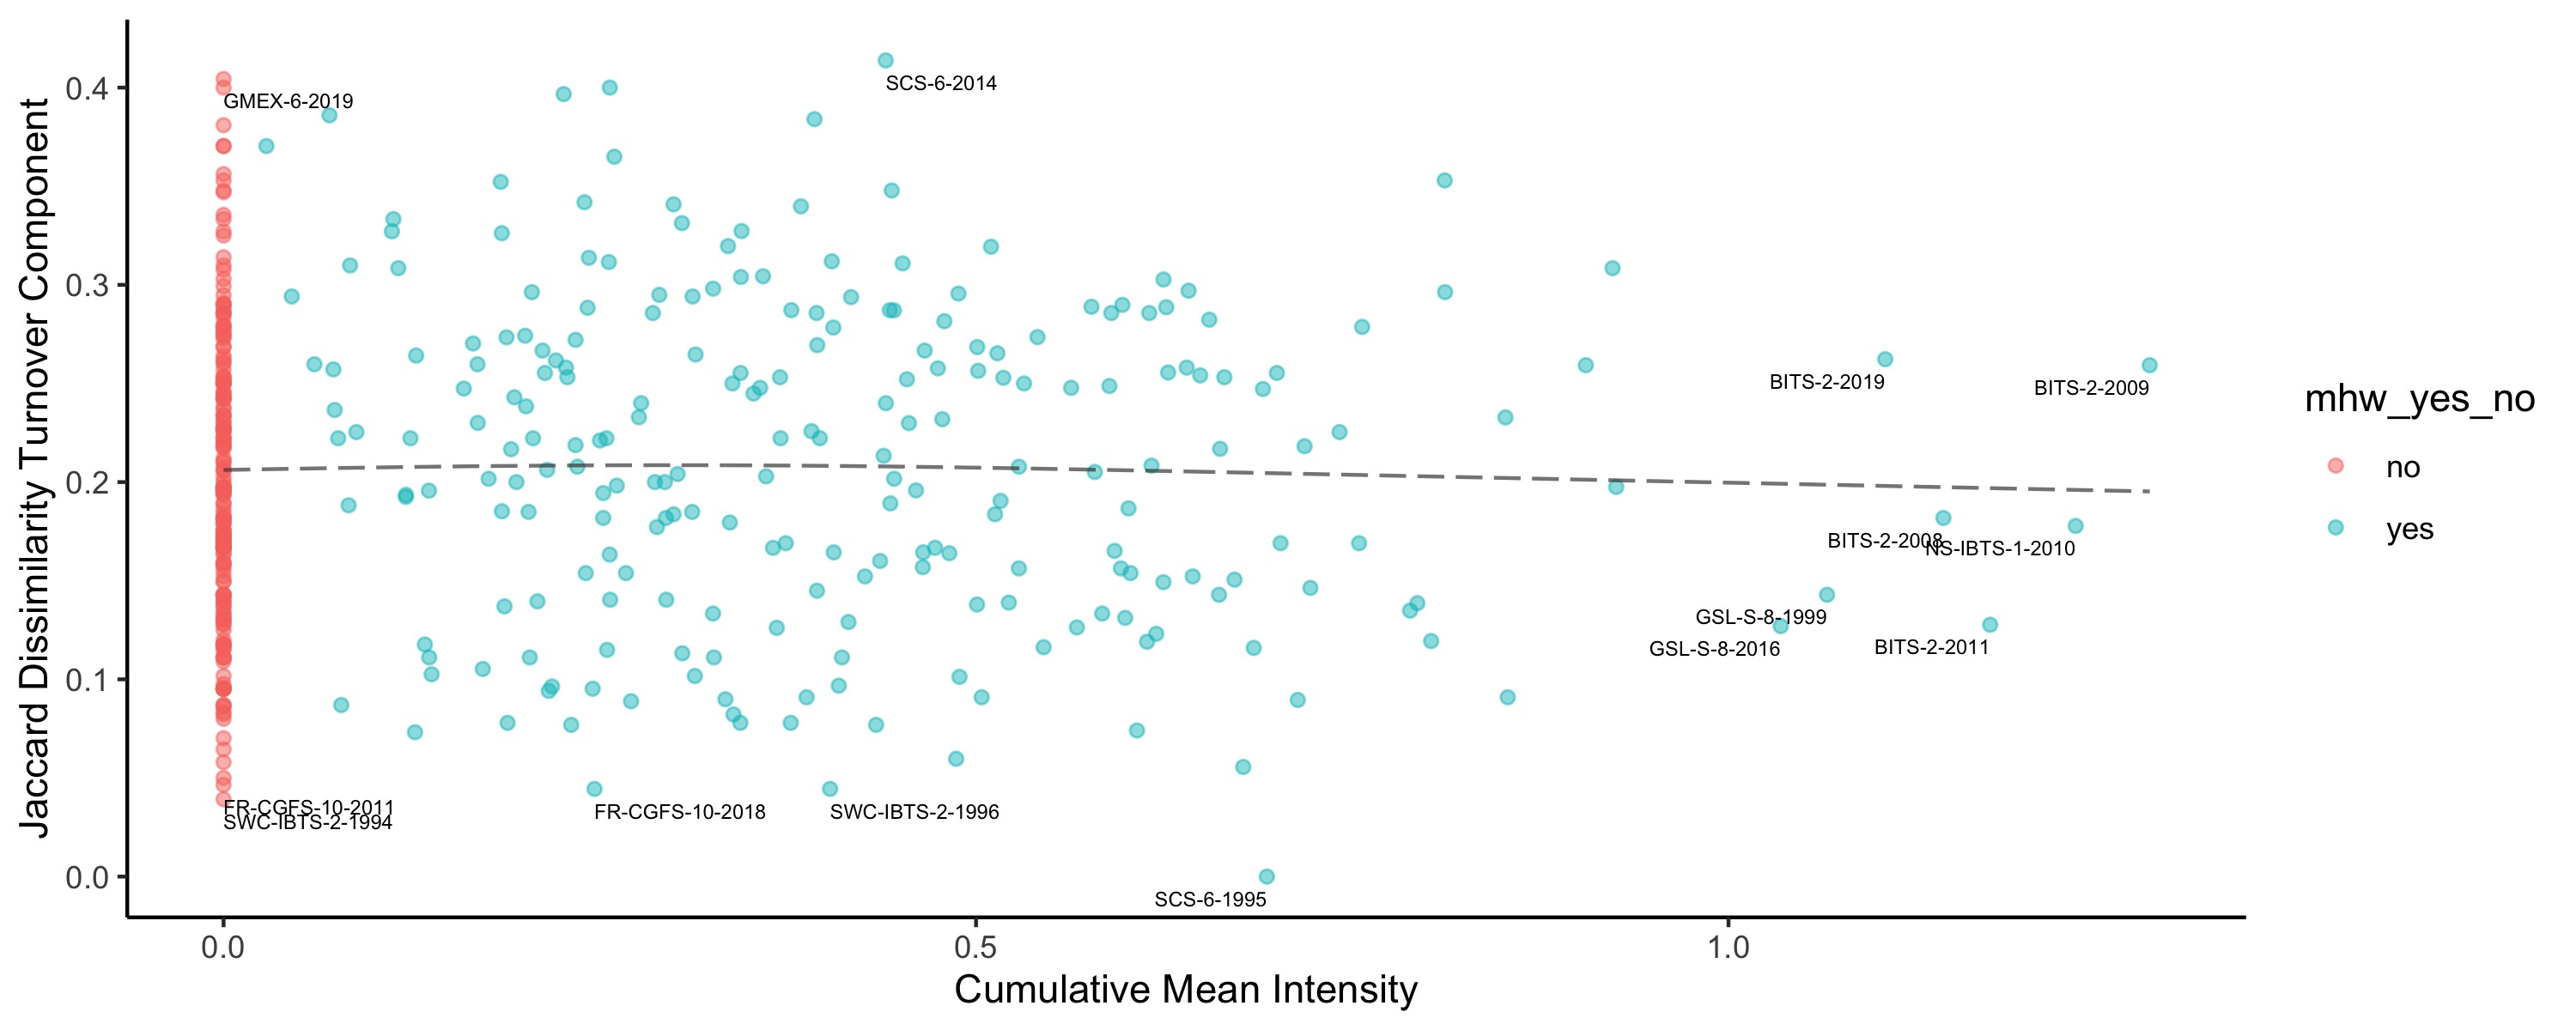 Jaccard Dissimilarity Turnover Component
0.4
0.3
0.2
0.1
0.0
GMEX-6-2019
SCS-6-2014
BITS-2-2019
BITS-2-2009
BITS-2-2008
NS-IBTS-1-2010
GSL-S-8-1999
GSL-S-8-2016
BITS-2-2011
FR-CGFS-10-2011
SWC-IBTS-2-1994
FR-CGFS-10-2018
SWC-IBTS-2-1996
SCS-6-1995
0.0
0.5
1.0
Cumulative Mean Intensity
mhw_yes_no
no
yes